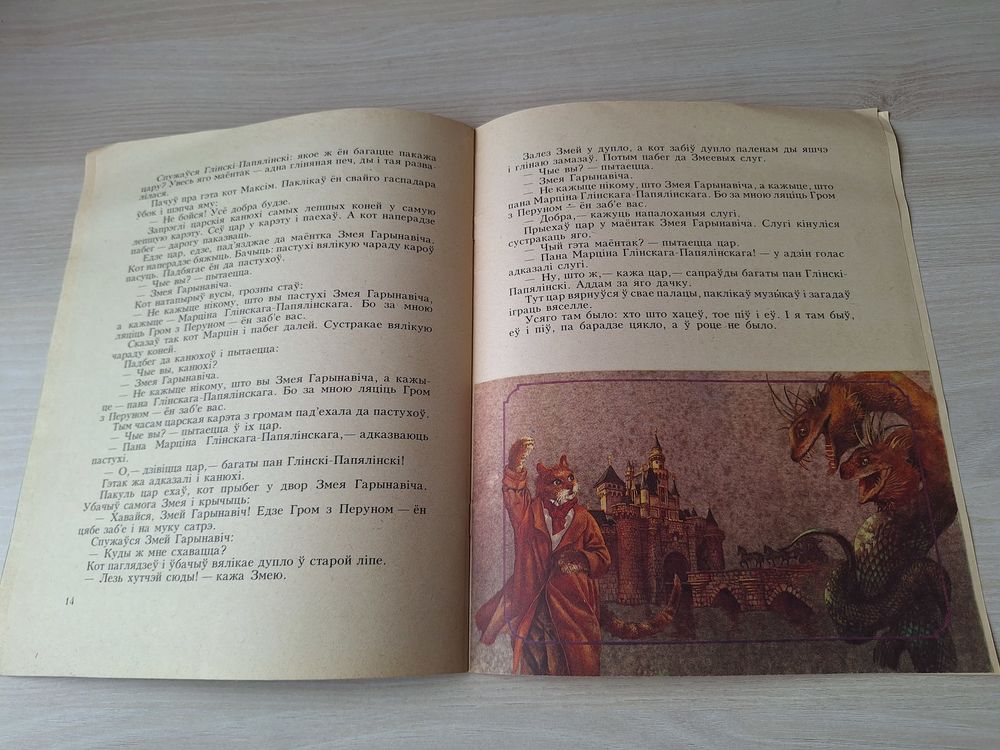 Спужаўся Глінскі-Папялінскі: якое ж ён багацце пакажа
цару? Увесь яго маёнтак — адна гліняная печ, ды і тая разва-
лілася.
Пачуў пра гэта кот Максім. Паклікаў ён свайго гаспадара
ўбок і шэпча яму:
— Не бойся! Усё добра будзе.
Запрэглі царскія канюхі самых лепшых коней у самую
лепшую карэту. Сеў цар у карэту і паехаў. А кот наперадзе
пабег — дарогу паказваць.
Едзе цар, едзе, пад'язджае да маёнтка Змея Гарыныча,
Кот наперадзе бяжыць. Бачыць: пастухі вялікую чараду кароў
пасуць. Падбягае ён да пастухоў.
— Чые вы? — пытаецца.
— Змея Гарынавіча.
Кот натапырыў вусы, грозны стаў:
— Не кажыце нікому, што вы пастухі Змея Гарынавіча,
а кажыце — Марціна Глінскага-Папялінскага. Бо за мною
ляціць Гром з Перуном — ён заб'е вас.
Сказаў так кот Марцін і пабег далей. Сустракае вялікую
чараду коней.
Падбег да канюхоў і пытаецца:
— Чые вы, канюхі?
— Змея Гарынавіча.
— Не кажыце нікому, што вы Змея Гарынавіча, а кажы-
це — пана Глінскага-Папялінскага. Бо за мною ляціць Гром
з Перуном — ён заб'е вас.
Тым часам царская карэта з громам пад'ехала да пастухоў.
— Чые вы? — пытаецца ў іх цар.
— Пана Марціна Глінскага-Папялінскага,— адказваюць
пастухі.
— О,— дзівіцца цар,— багаты пан Глінскі-Папялінскі!
Гэтак жа адказалі і канюхі.
Пакуль цар ехаў, кот прыбег у двор Змея Гарынавіча.
Убачыў самога Змея і крычыць:
— Хавайся, Змей Гарынавіч! Едзе Гром з Перуном — ён
цябе заб'е і на муку сатрэ.
Спужаўся Змей Гарынавіч:
— Куды ж мне схавацца?
Кот паглядзеў і ўбачыў вялікае дупло ў старой ліпе.
— Лезь хутчэй сюды! — кажа Змею.
14
Залез Змей у дупло, а кот забіў дупло паленам ды яшчэ
і глінаю замазаў. Потым пабег да Змеевых слуг.
— Чые вы? — пытаецца.
— Змея Гарынавіча.
— Не кажыце нікому, што Змея Гарынавіча, а кажыце, што
пана Марціна Глінскага-Папялінскага. Бо за мною ляціць Гром
з Перуном — ён заб'е вас.
— Добра,— кажуць напалоханыя слугі.
Прыехаў цар у маёнтак Змея Гарынавіча. Слугі кінуліся
сустракаць яго.
— Чый гэта маёнтак? — пытаецца цар.
— Пана Марціна Глінскага-Папялінскага! — у адзін голас
адказалі слугі.
— Ну, што ж,— кажа цар,— сапраўды багаты пан Глінскі-
Папялінскі. Аддам за яго дачку.
Тут цар вярнуўся ў свае палацы, паклікаў музыкаў і загадаў
іграць вяселле.
Усяго там было: хто што хацеў, тое піў і еў. І я там быў,
еў і піў, па барадзе цякло, а ў роце не было.